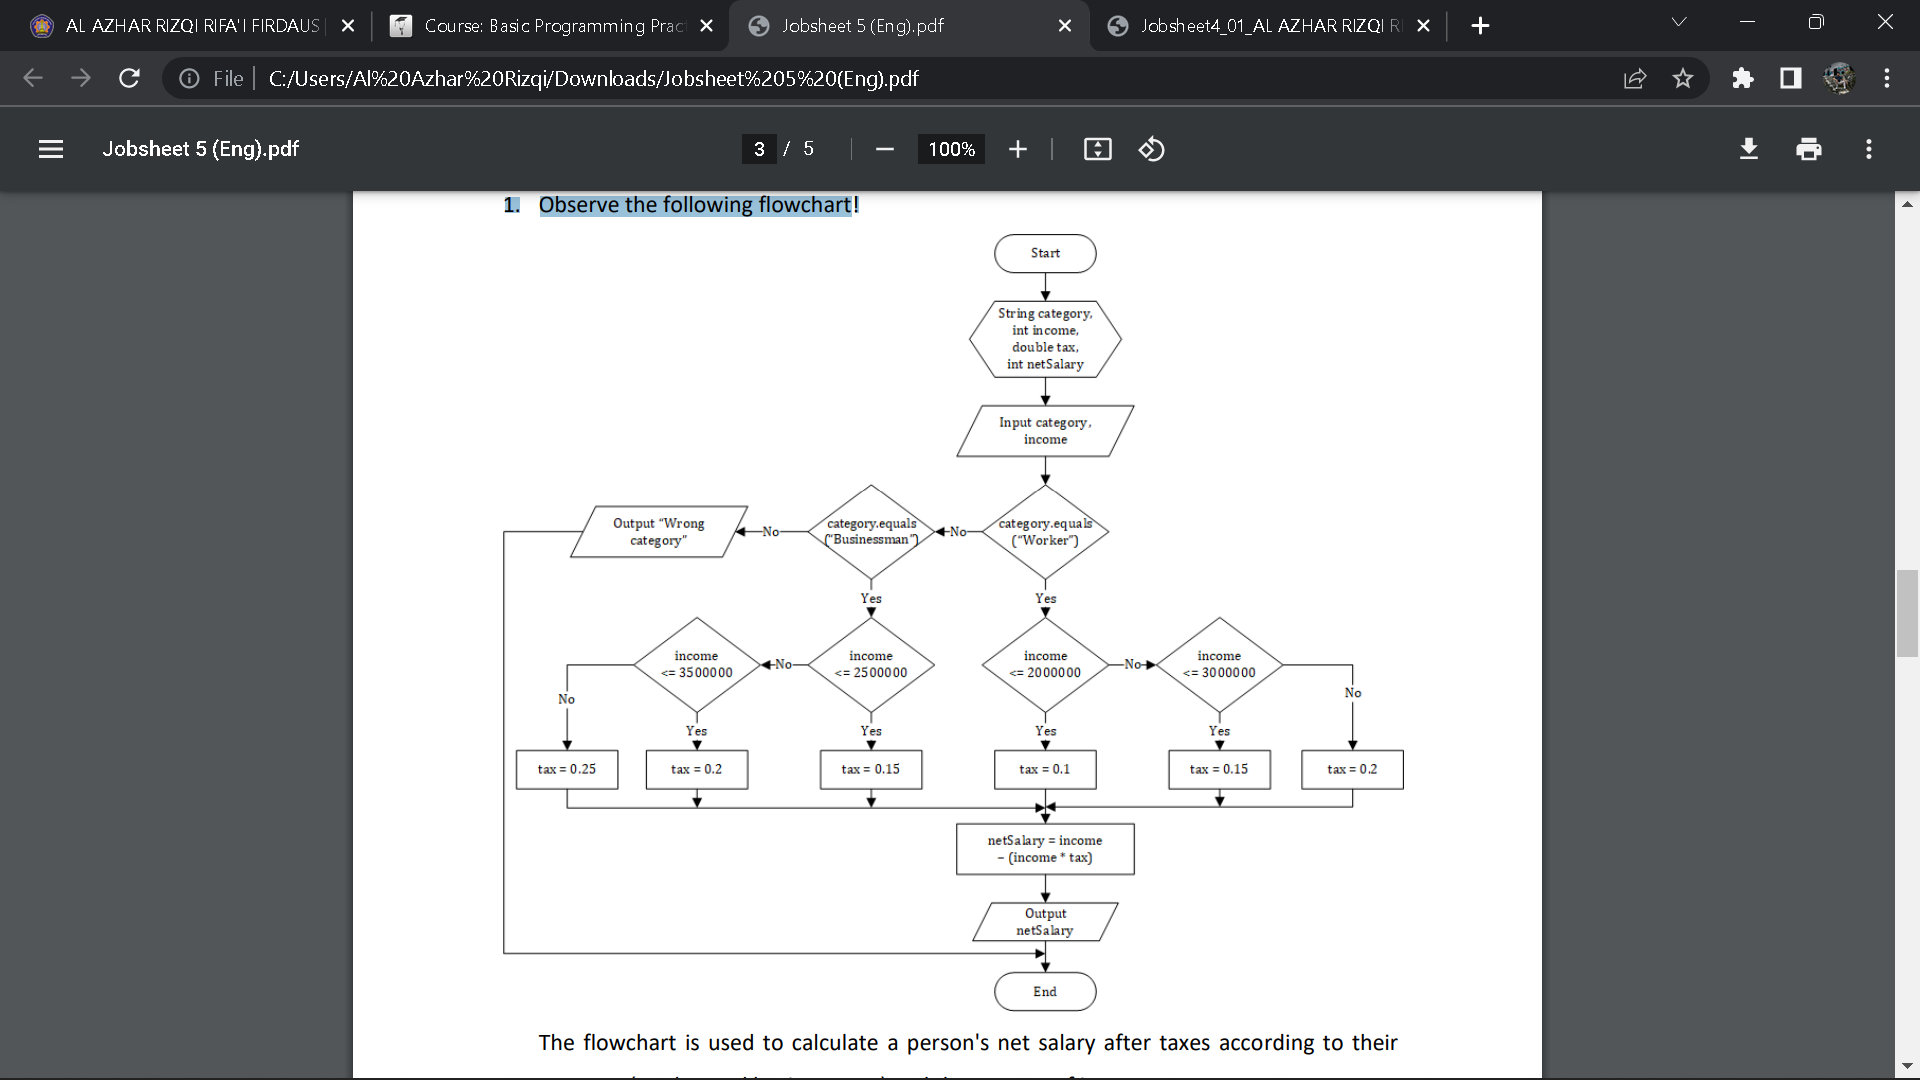 AL AZHAR RIZQI RIFA'I FIRDAUS
Course: Basic Programming Prac
Jobsheet 5 (Eng).pdf
Jobsheet4_01_AL AZHAR RIZQI R
File
C:/Users/Al%20Azhar%20Rizqi/Downloads/Jobsheet%205%20(Eng).pdf
Jobsheet 5 (Eng).pdf
3 / 5
100%
1. Observe the following flowchart!
Start
String category,
int income,
double tax,
int netSalary
Input category,
income
Output “Wrong
category”
No
category.equals
(“Businessman”)
No
category.equals
(“Worker”)
Yes
Yes
income
<= 3500000
No
income
<= 2500000
income
<= 2000000
No
income
<= 3000000
No
No
Yes
Yes
Yes
Yes
tax = 0.25
tax = 0.2
tax = 0.15
tax = 0.1
tax = 0.15
tax = 0.2
netSalary = income
– (income * tax)
Output
netSalary
End
The flowchart is used to calculate a person's net salary after taxes according to their